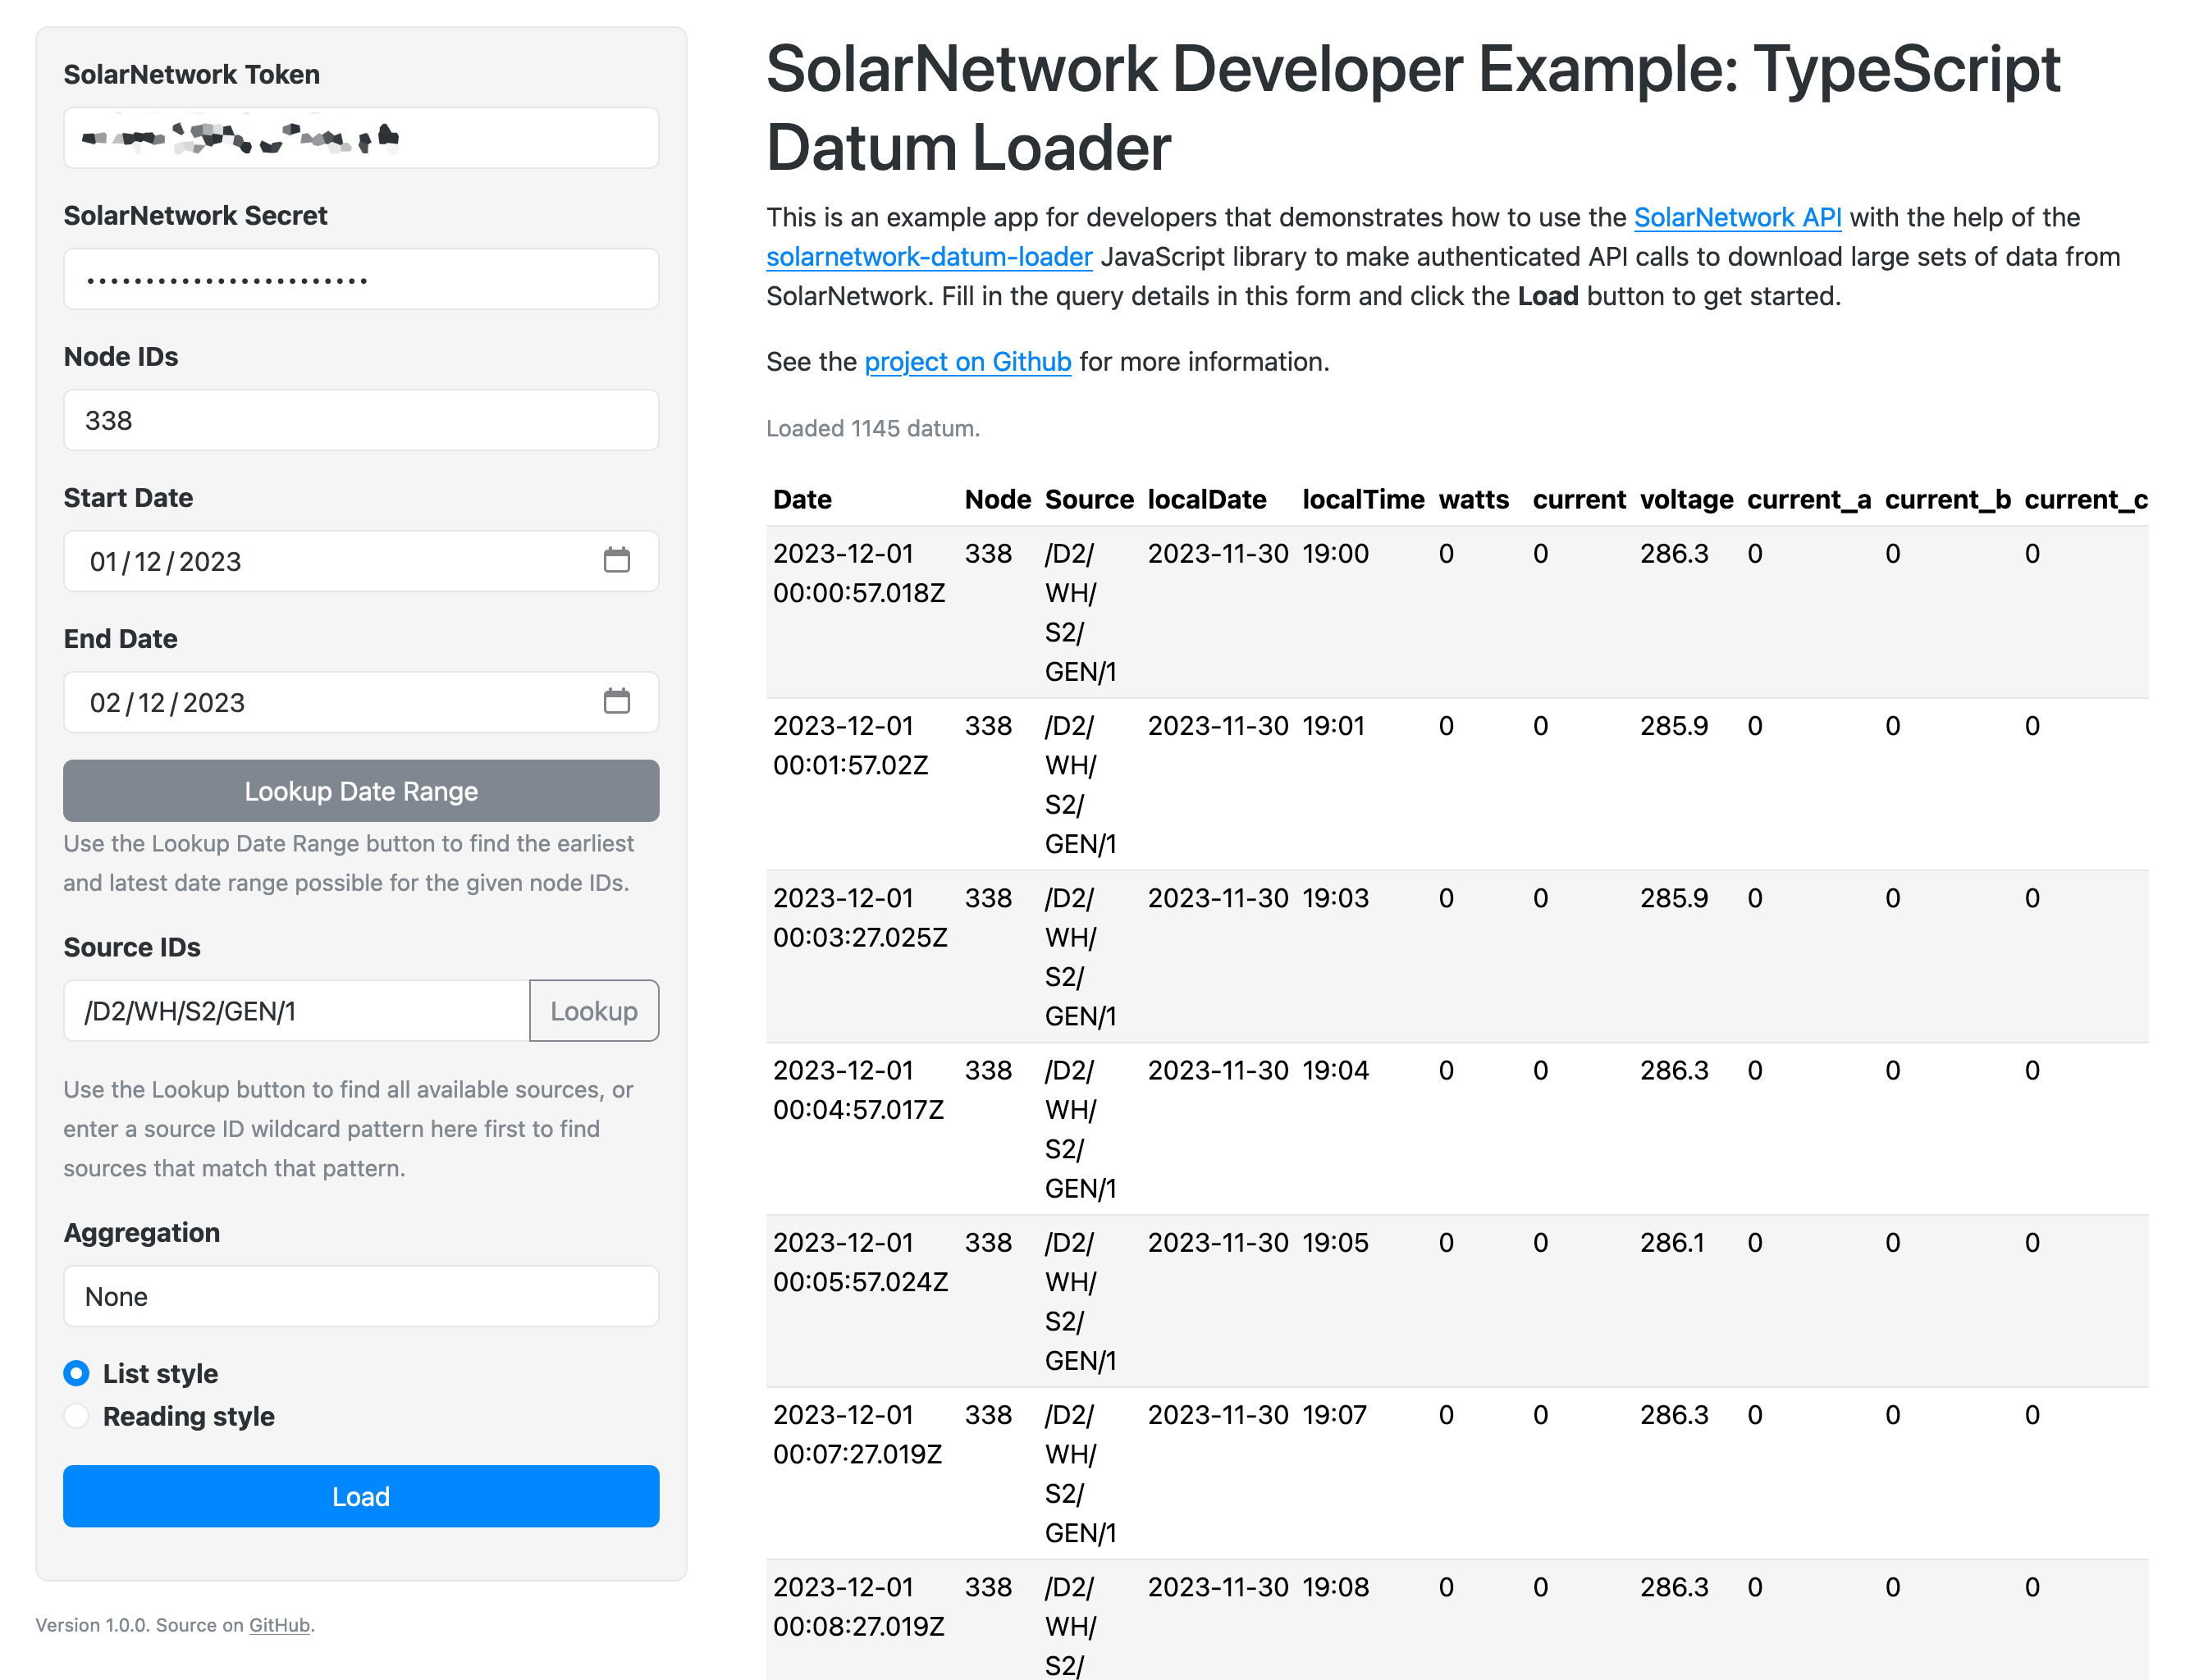 SolarNetwork Token
SolarNetwork Secret
••••••••••••••••••••••••
Node IDs
338
Start Date
01/12/2023
End Date
02/12/2023
Lookup Date Range
Use the Lookup Date Range button to find the earliest
and latest date range possible for the given node IDs.
Source IDs
/D2/WH/S2/GEN/1 Lookup
Use the Lookup button to find all available sources, or
enter a source ID wildcard pattern here first to find
sources that match that pattern.
Aggregation
None
List style
Reading style
Load
Version 1.0.0. Source on GitHub.
SolarNetwork Developer Example: TypeScript
Datum Loader
This is an example app for developers that demonstrates how to use the SolarNetwork API with the help of the
solarnetwork-datum-loader JavaScript library to make authenticated API calls to download large sets of data from
SolarNetwork. Fill in the query details in this form and click the Load button to get started.
See the project on Github for more information.
Loaded 1145 datum.
Date Node Source localDate localTime watts current voltage current_a current_b current_c
2023-12-01 338 /D2/ 2023-11-30 19:00 0 0 286.3 0 0 0
00:00:57.018Z WH/
S2/
GEN/1
2023-12-01 338 /D2/ 2023-11-30 19:01 0 0 285.9 0 0 0
00:01:57.02Z WH/
S2/
GEN/1
2023-12-01 338 /D2/ 2023-11-30 19:03 0 0 285.9 0 0 0
00:03:27.025Z WH/
S2/
GEN/1
2023-12-01 338 /D2/ 2023-11-30 19:04 0 0 286.3 0 0 0
00:04:57.017Z WH/
S2/
GEN/1
2023-12-01 338 /D2/ 2023-11-30 19:05 0 0 286.1 0 0 0
00:05:57.024Z WH/
S2/
GEN/1
2023-12-01 338 /D2/ 2023-11-30 19:07 0 0 286.3 0 0 0
00:07:27.019Z WH/
S2/
GEN/1
2023-12-01 338 /D2/ 2023-11-30 19:08 0 0 286.3 0 0 0
00:08:27.019Z WH/
S2/